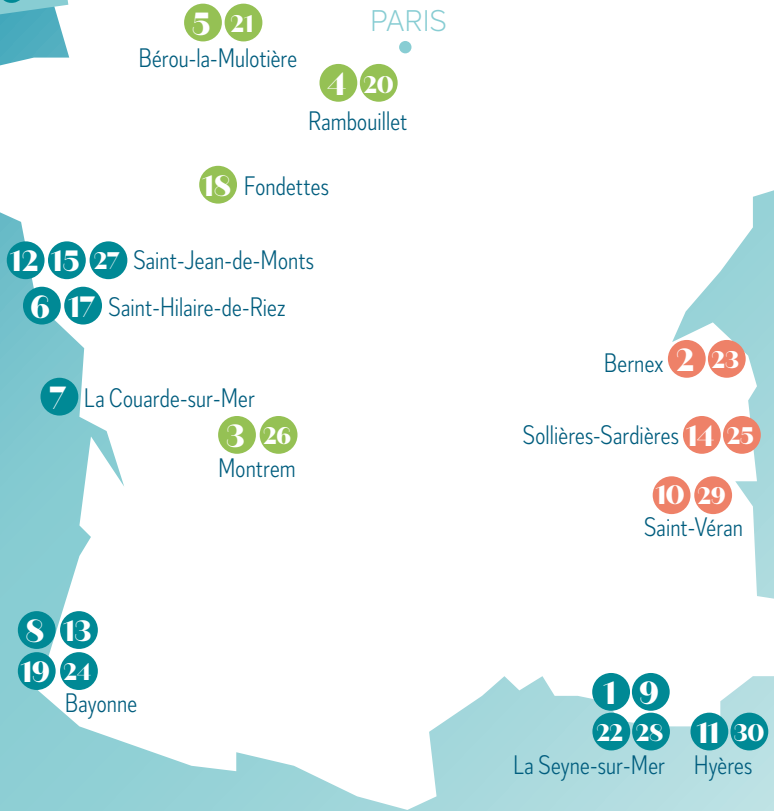 5 21
PARIS
Bérou-la-Mulotière
4 20
Rambouillet
18 Fondettes
12 15 27 Saint-Jean-de-Monts
6 17 Saint-Hilaire-de-Riez
Bernex 2 23
7 La Couarde-sur-Mer
3 26
Montrem
Sollières-Sardières 14 25
10 29
Saint-Véran
8 13
19 24
Bayonne
1 9
22 28
La Seyne-sur-Mer
11 30
Hyères